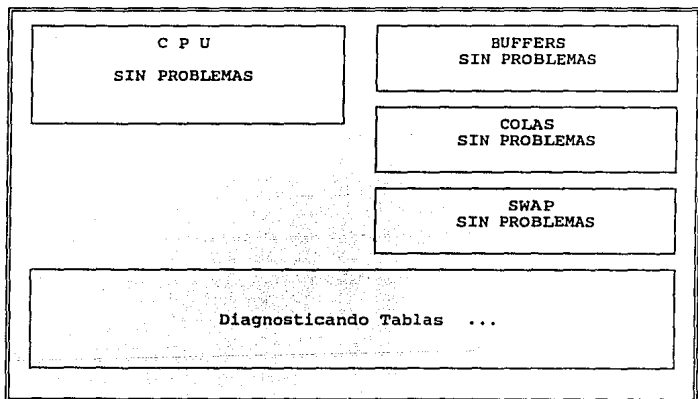 C P U
SIN PROBLEMAS
BUFFERS
SIN PROBLEMAS
COLAS
SIN PROBLEMAS
SWAP
SIN PROBLEMAS
Diagnosticando Tablas ...